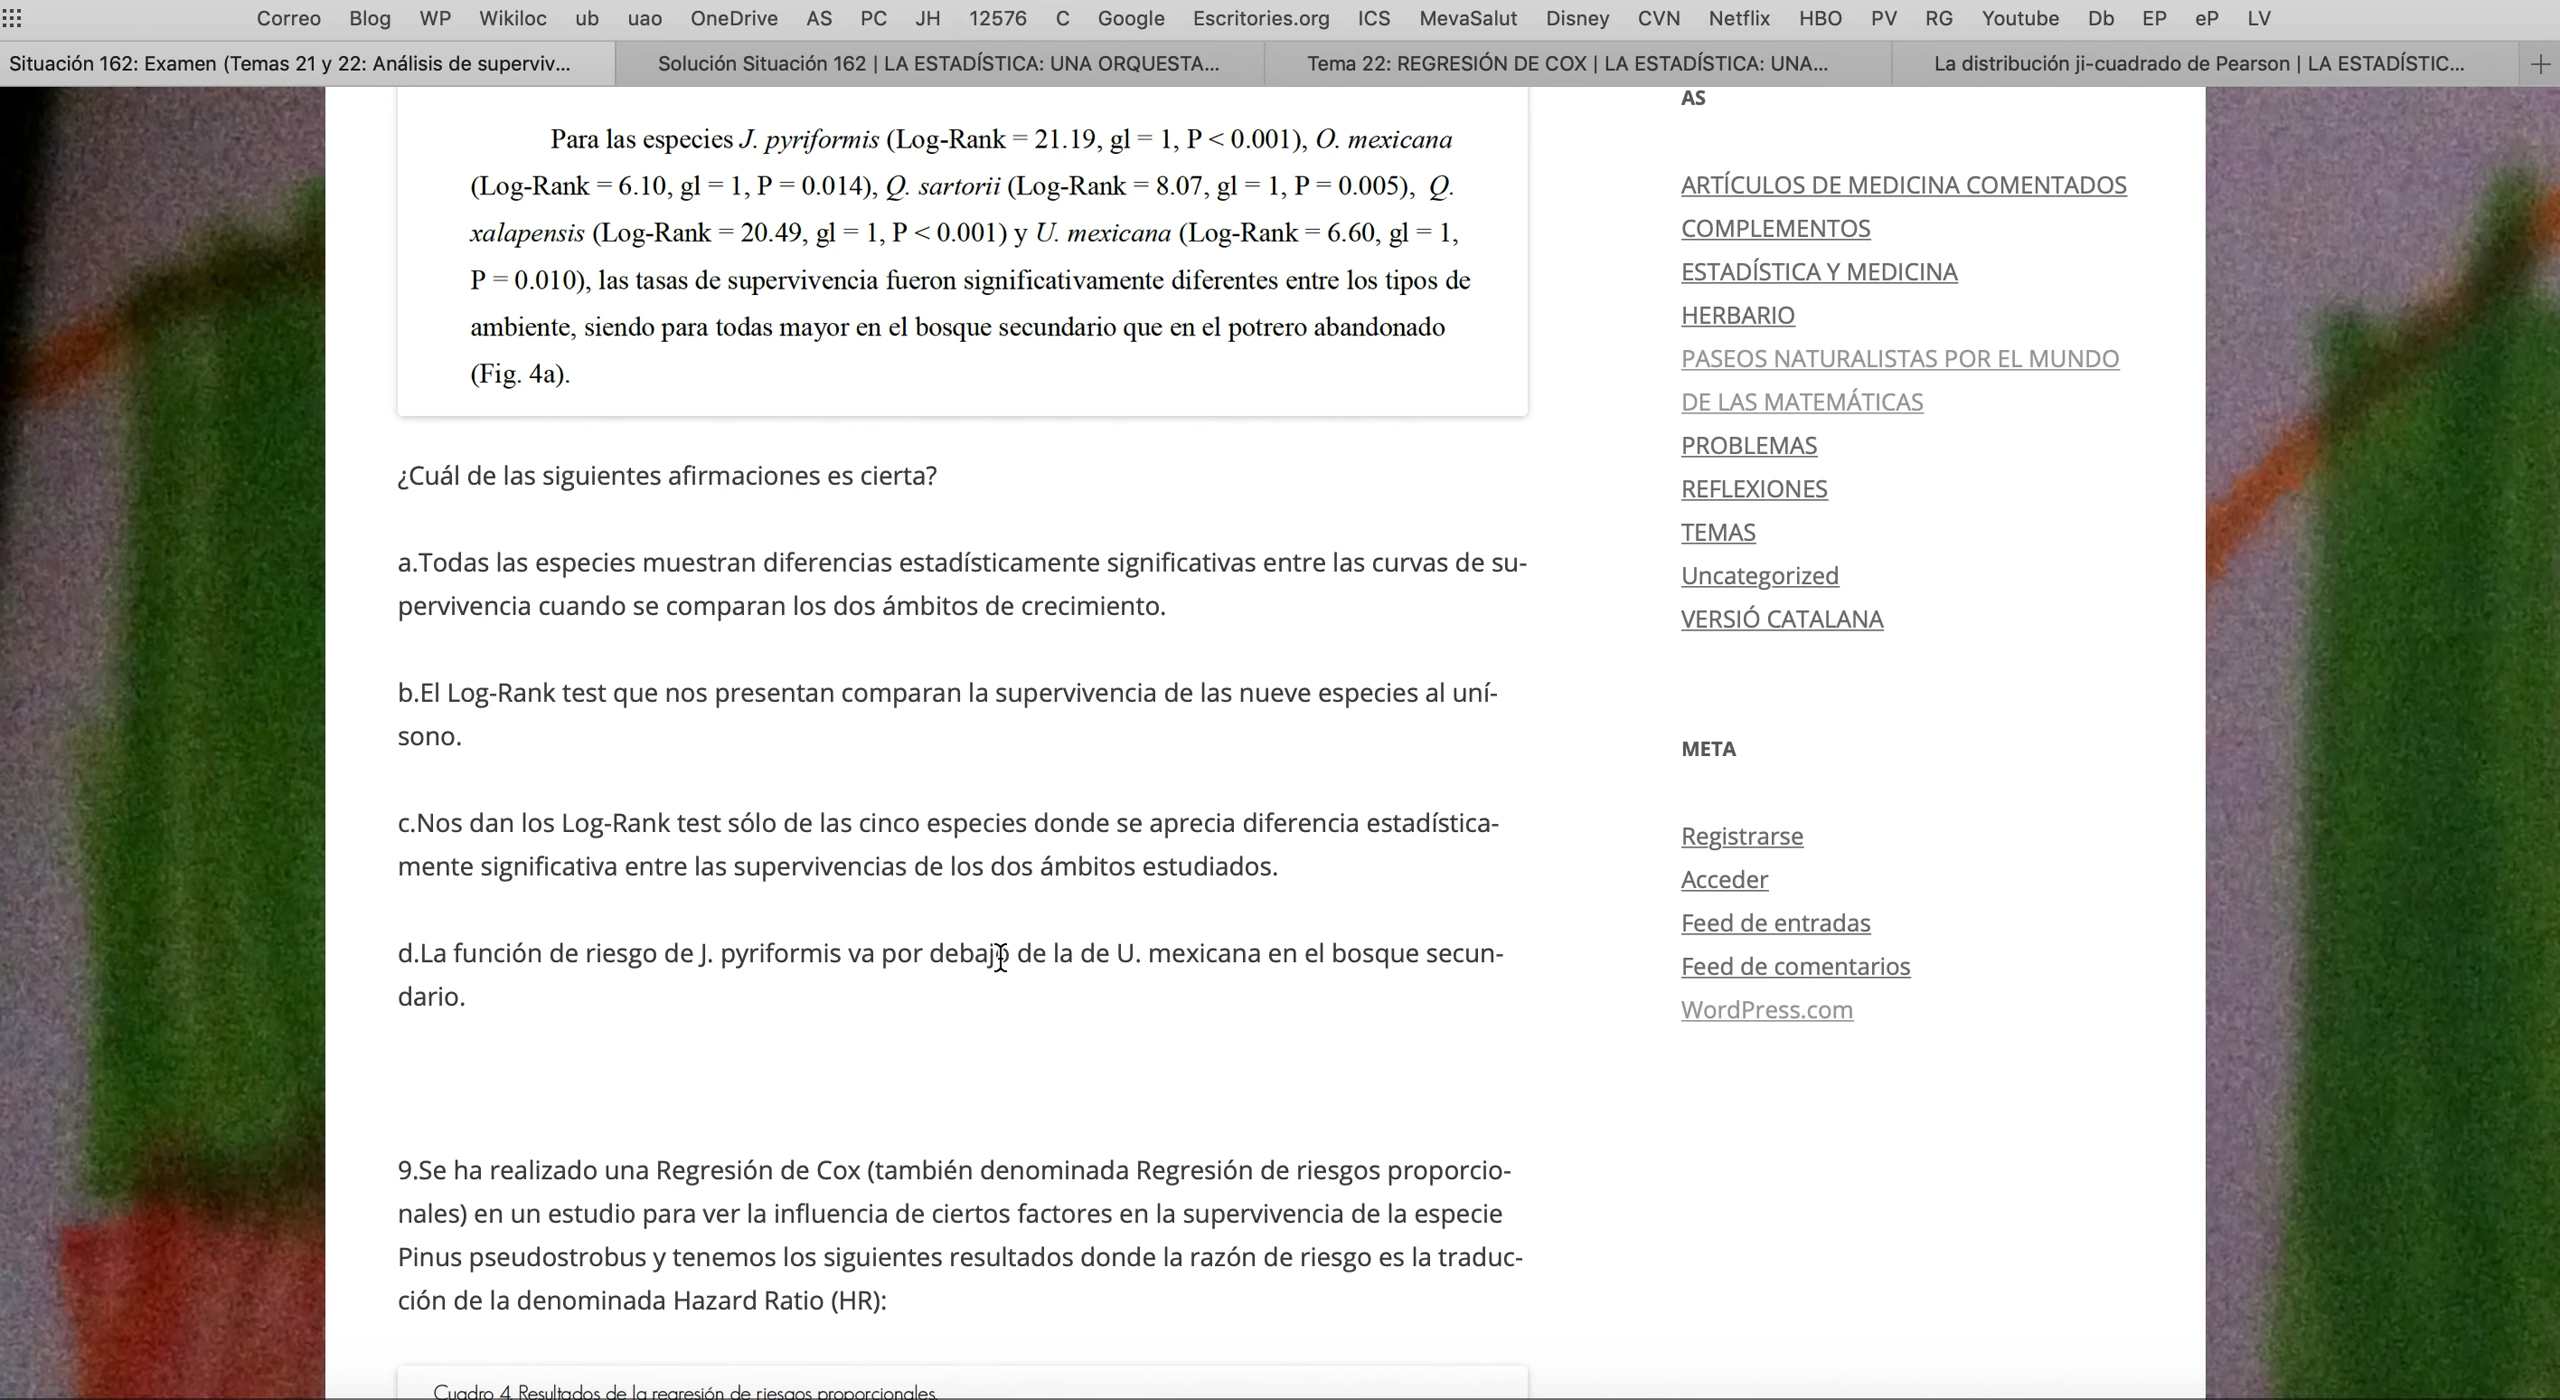 Correo Blog WP Wikiloc ub uao OneDrive AS PC JH 12576 C Google Escritories.org ICS MevaSalut Disney CVN Netflix HBO PV RG Youtube Db EP eP LV
Situación 162: Examen (Temas 21 y 22: Análisis de superviv...
Solución Situación 162 | LA ESTADÍSTICA: UNA ORQUESTA...
Tema 22: REGRESIÓN DE COX | LA ESTADÍSTICA: UNA...
La distribución ji-cuadrado de Pearson | LA ESTADÍSTIC...
Para las especies J. pyriformis (Log-Rank = 21.19, gl = 1, P < 0.001), O. mexicana
(Log-Rank = 6.10, gl = 1, P = 0.014), Q. sartorii (Log-Rank = 8.07, gl = 1, P = 0.005), Q.
xalapensis (Log-Rank = 20.49, gl = 1, P < 0.001) y U. mexicana (Log-Rank = 6.60, gl = 1,
P = 0.010), las tasas de supervivencia fueron significativamente diferentes entre los tipos de
ambiente, siendo para todas mayor en el bosque secundario que en el potrero abandonado
(Fig. 4a).
¿Cuál de las siguientes afirmaciones es cierta?
a.Todas las especies muestran diferencias estadísticamente significativas entre las curvas de su-
pervivencia cuando se comparan los dos ámbitos de crecimiento.
b.El Log-Rank test que nos presentan comparan la supervivencia de las nueve especies al uní-
sono.
c.Nos dan los Log-Rank test sólo de las cinco especies donde se aprecia diferencia estadística-
mente significativa entre las supervivencias de los dos ámbitos estudiados.
d.La función de riesgo de J. pyriformis va por debajo de la de U. mexicana en el bosque secun-
dario.
9.Se ha realizado una Regresión de Cox (también denominada Regresión de riesgos proporcio-
nales) en un estudio para ver la influencia de ciertos factores en la supervivencia de la especie
Pinus pseudostrobus y tenemos los siguientes resultados donde la razón de riesgo es la traduc-
ción de la denominada Hazard Ratio (HR):
Cuadro 4. Resultados de la regresión de riesgos proporcionales.
AS
ARTÍCULOS DE MEDICINA COMENTADOS
COMPLEMENTOS
ESTADÍSTICA Y MEDICINA
HERBARIO
PASEOS NATURALISTAS POR EL MUNDO
DE LAS MATEMÁTICAS
PROBLEMAS
REFLEXIONES
TEMAS
Uncategorized
VERSIÓ CATALANA
META
Registrarse
Acceder
Feed de entradas
Feed de comentarios
WordPress.com